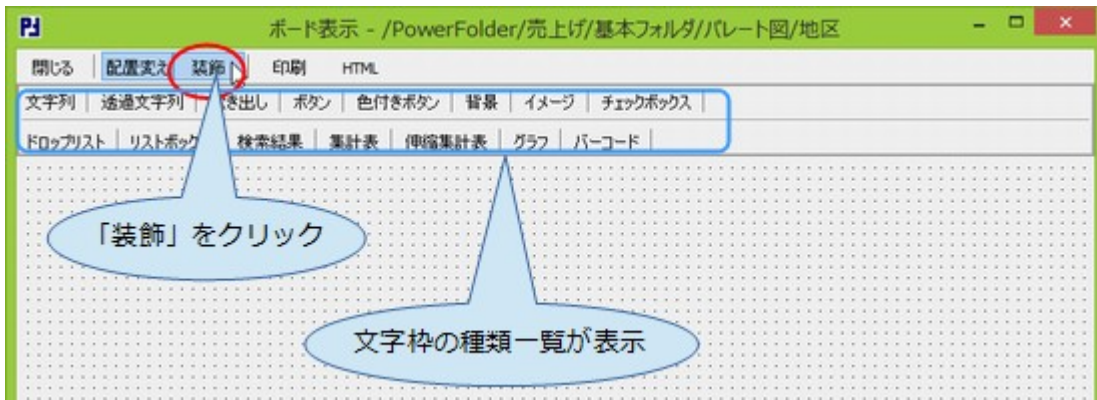 ボード表示 - /PowerFolder/売上げ/基本フォルダ/パレート図/地区
閉じる 配置変え 装飾 印刷 HTML
文字列 透過文字列 き出し ボタン 色付きボタン 背景 イメージ チェックボックス
ドロップリスト リストボック 検索結果 集計表 伸縮集計表 グラフ バーコード
「装飾」をクリック
文字枠の種類一覧が表示